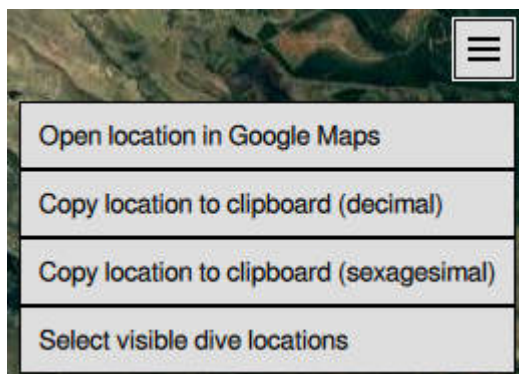 Open location in Google Maps
Copy location to clipboard (decimal)
Copy location to clipboard (sexagesimal)
Select visible dive locations